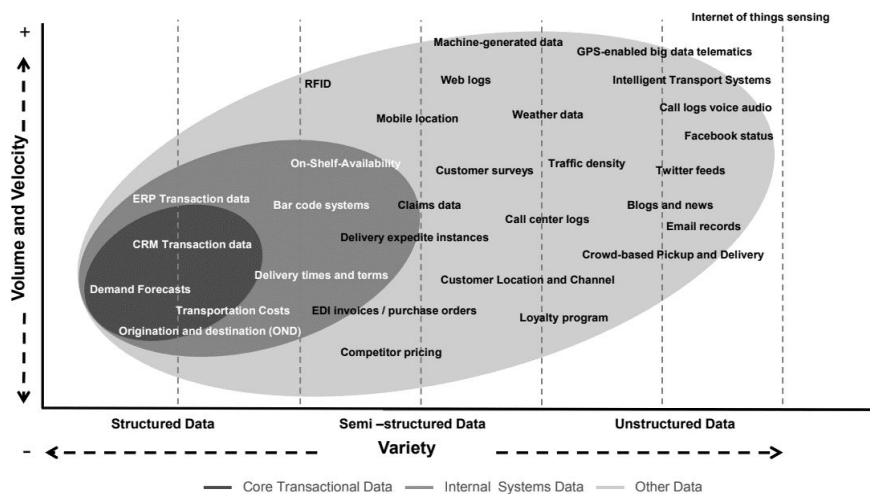 Internet of things sensing
+
Machine-generated data
GPS-enabled big data telematics
RFID
Web logs
Intelligent Transport Systems
Mobile location
Weather data
Call logs voice audio
Facebook status
On-Shelf-Availability
Customer surveys
Traffic density
Twitter feeds
ERP Transaction data
Bar code systems
Claims data
Call center logs
Blogs and news
Email records
CRM Transaction data
Delivery expedite instances
Crowd-based Pickup and Delivery
Demand Forecasts
Delivery times and terms
Customer Location and Channel
Transportation Costs
EDI invoices / purchase orders
Loyalty program
Origination and destination (OND)
Competitor pricing
Volume and Velocity
Structured Data
Semi –structured Data
Unstructured Data
-
Variety
+
Core Transactional Data
Internal Systems Data
Other Data